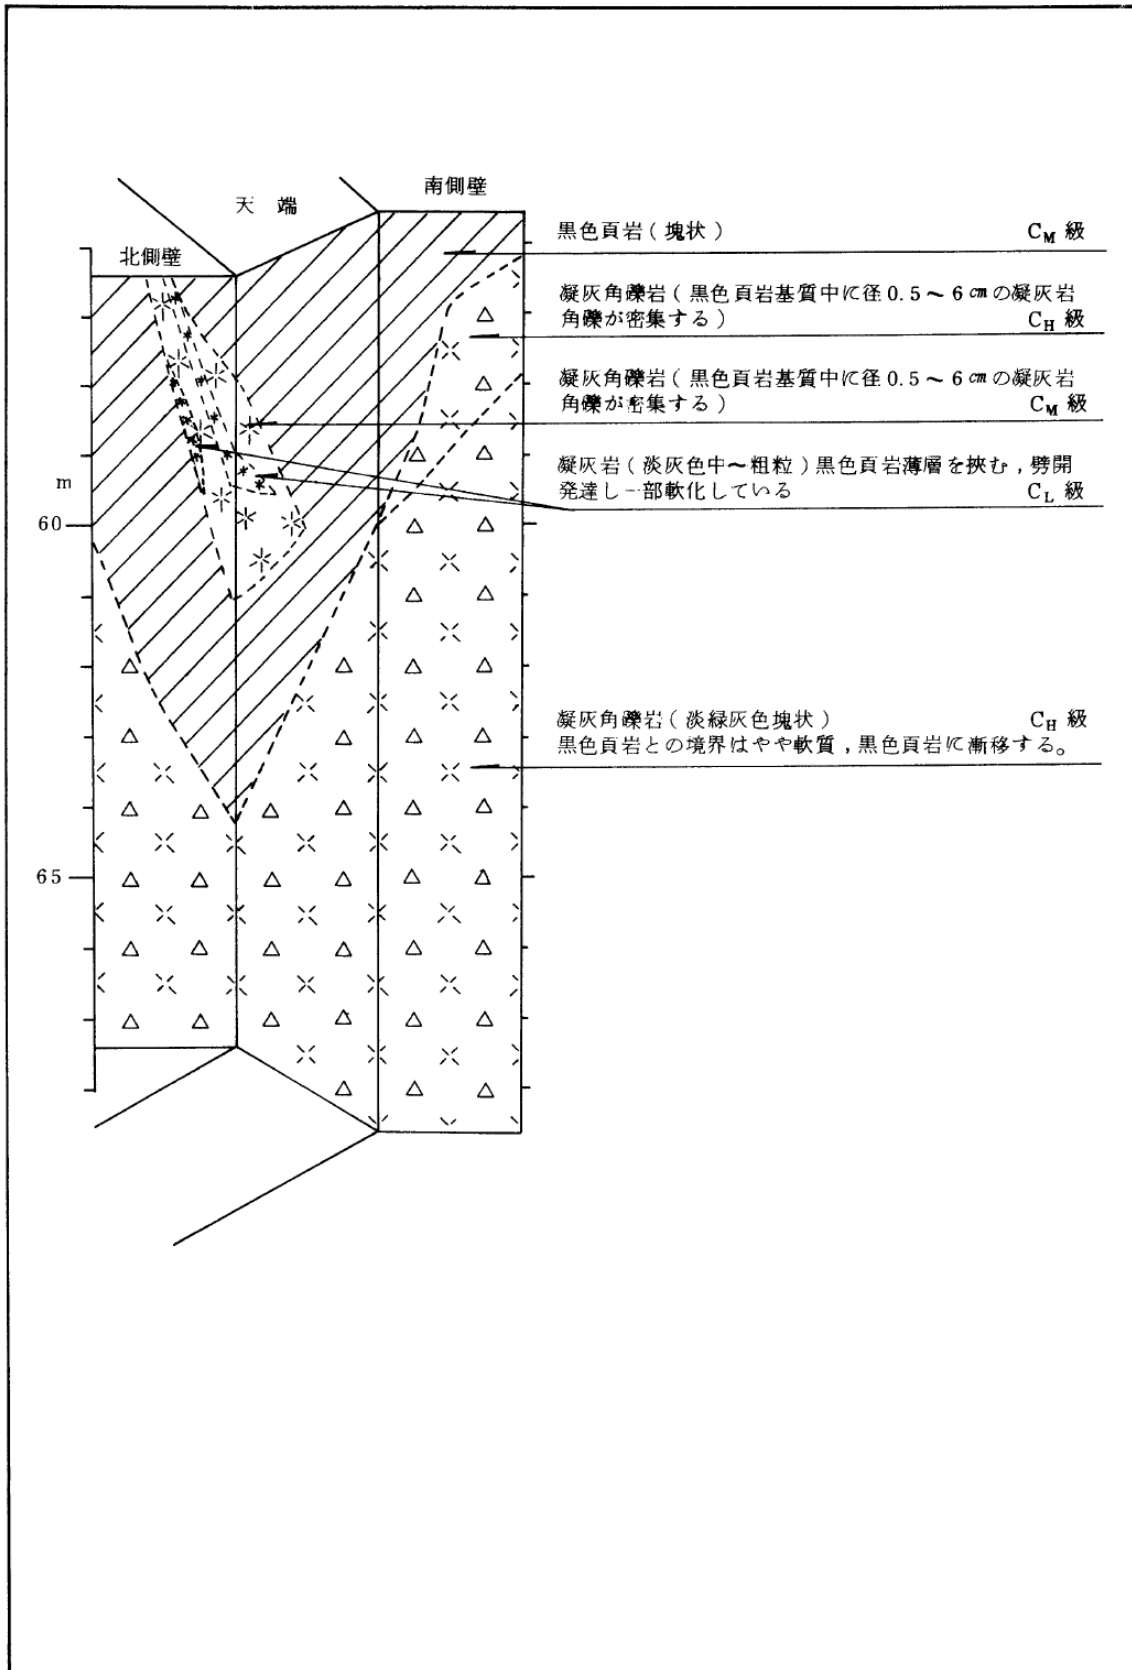 南側壁
天端
北側壁
黒色頁岩(塊状) CM 級
凝灰角礫岩(黒色頁岩基質中に径0.5~6㎝の凝灰岩
角礫が密集する) CH 級
凝灰角礫岩(黒色頁岩基質中に径0.5~6㎝の凝灰岩
角礫が密集する) CM 級
凝灰岩(淡灰色中~粗粒)黒色頁岩薄層を挟む,劈開
発達し一部軟化している CL 級
m
60
凝灰角礫岩(淡緑灰色塊状) CH 級
黒色頁岩との境界はやや軟質,黒色頁岩に漸移する。
65